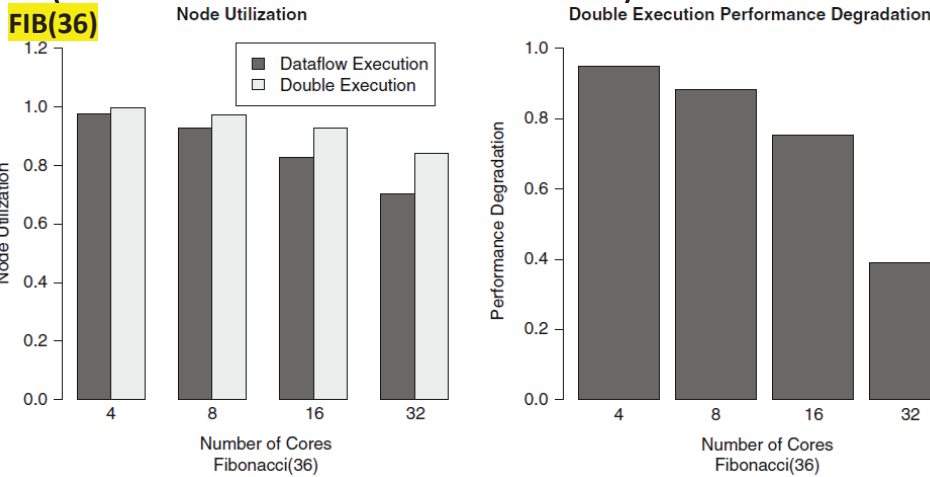 FIB(36)
Node Utilization
1.2
1.0
0.8
0.6
0.4
0.2
0.0
Node Utilization
Dataflow Execution
Double Execution
4 8 16 32
Number of Cores
Fibonacci(36)
Double Execution Performance Degradation
1.0
0.8
0.6
0.4
0.2
0.0
Performance Degradation
4 8 16 32
Number of Cores
Fibonacci(36)